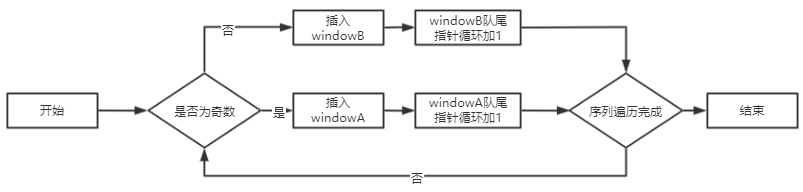 插入
windowB
windowB队尾
指针循环加1
否
开始
是否为奇数
是
插入
windowA
windowA队尾
指针循环加1
序列遍历完成
结束
否